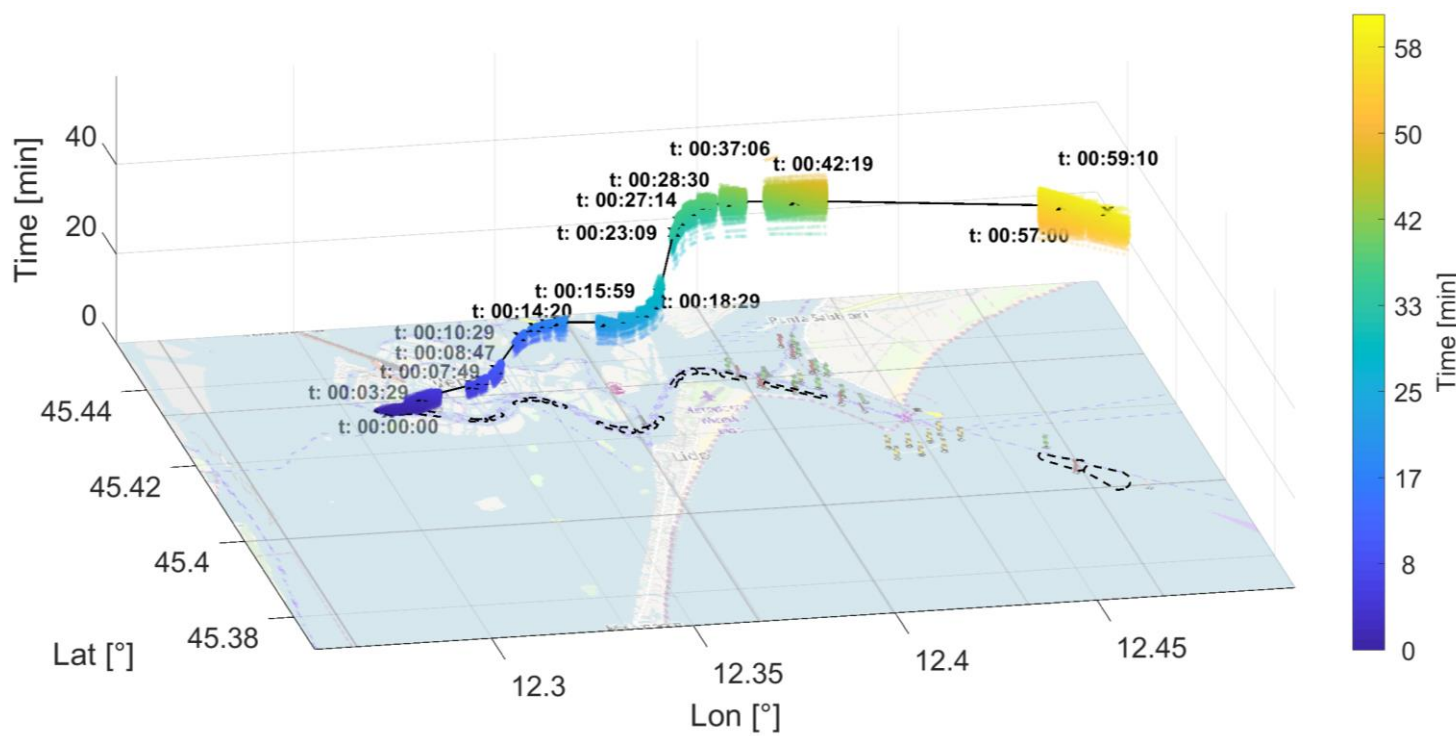 58
50
42
33
25
17
8
0
Time [min]
40
20
0
Time [min]
t: 00:37:06
t: 00:42:19
t: 00:59:10
t: 00:28:30
t: 00:27:14
t: 00:23:09
t: 00:57:00
t: 00:15:59
t: 00:18:29
t: 00:14:20
t: 00:10:29
t: 00:08:47
t: 00:07:49
t: 00:03:29
t: 00:00:00
Lido
45.44
45.42
45.4
45.38
Lat [°]
12.3
12.35
12.4
12.45
Lon [°]